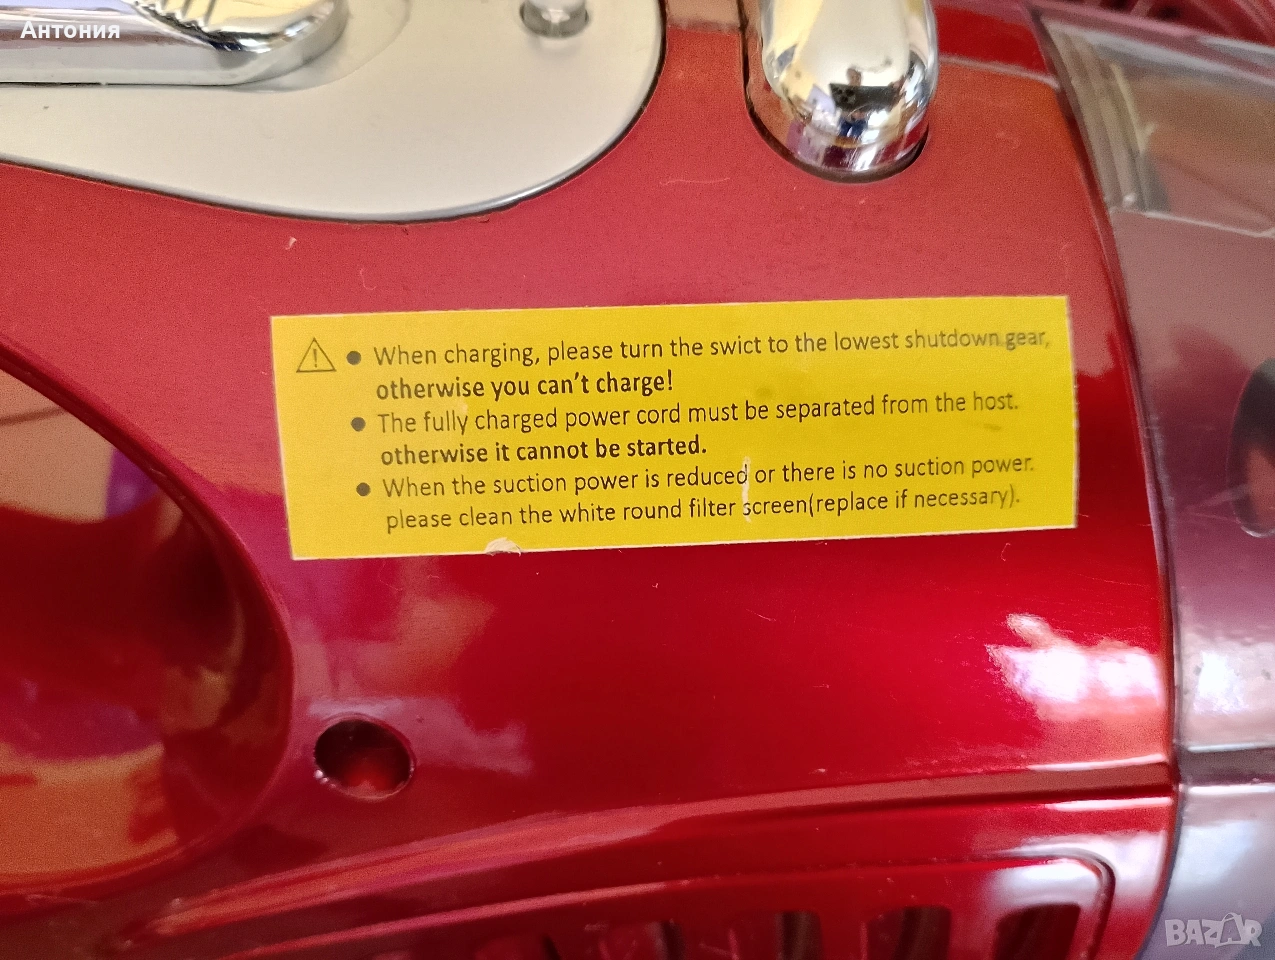 Антония
● When charging, please turn the swict to the lowest shutdown gear,
otherwise you can't charge!
● The fully charged power cord must be separated from the host.
otherwise it cannot be started.
● When the suction power is reduced or there is no suction power.
please clean the white round filter screen(replace if necessary).
BAZAR